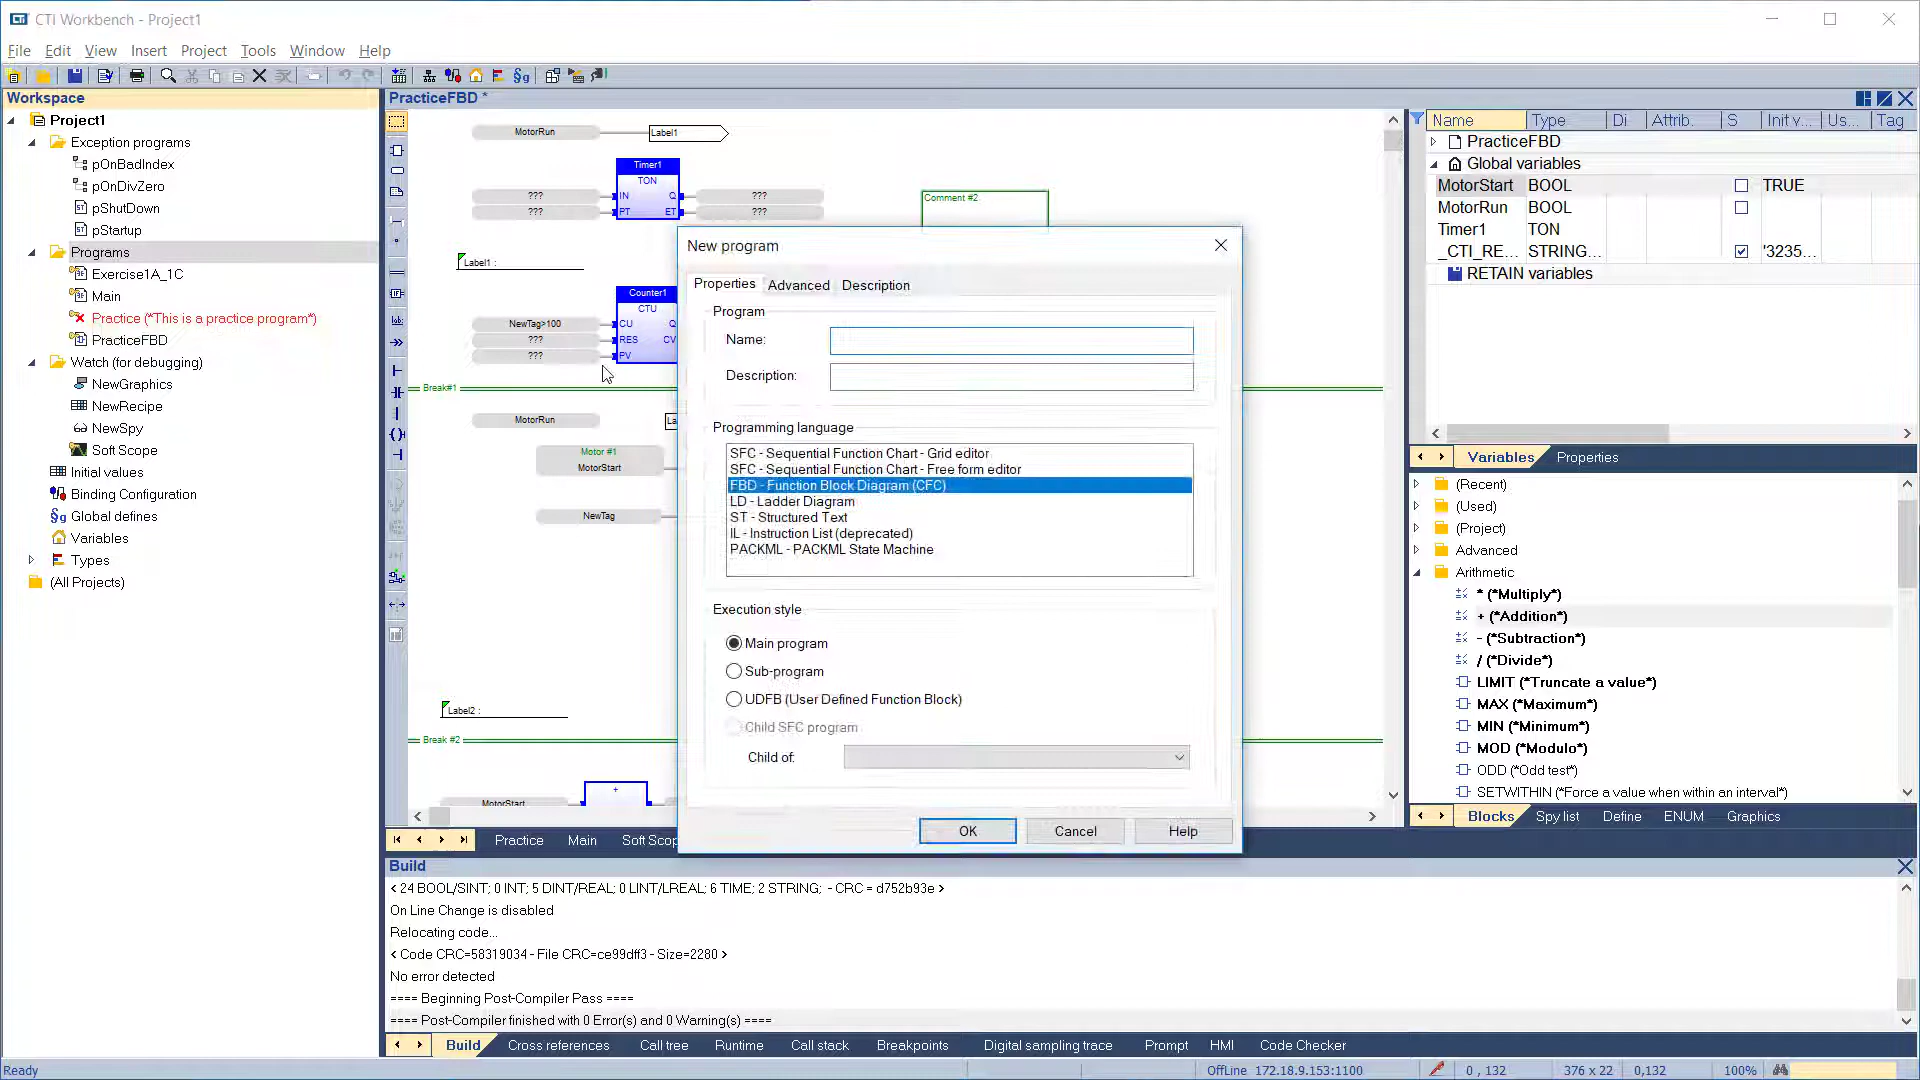 CTI Workbench - Project1
File Edit View Insert Project Tools Window Help
Workspace
Project1
Exception programs
pOnBadIndex
pOnDivZero
pShutDown
pStartup
Programs
Exercise1A_1C
Main
Practice (*This is a practice program*)
PracticeFBD
Watch (for debugging)
NewGraphics
NewRecipe
NewSpy
Soft Scope
Initial values
Binding Configuration
Global defines
Variables
Types
(All Projects)
PracticeFBD *
MotorRun Label1
Timer1
TON
??? IN Q ???
??? PT ET ???
Comment #2
Label1 :
Counter1
CTU
NewTag>100 CU Q
??? RES CV
??? PV
Break#1
MotorRun La
Motor #1
MotorStart
NewTag
Label2 :
Break #2
MotorStart +
Practice Main Soft Scop
New program
Properties Advanced Description
Program
Name:
Description:
Programming language
SFC - Sequential Function Chart - Grid editor
SFC - Sequential Function Chart - Free form editor
FBD - Function Block Diagram (CFC)
LD - Ladder Diagram
ST - Structured Text
IL - Instruction List (deprecated)
PACKML - PACKML State Machine
Execution style
Main program
Sub-program
UDFB (User Defined Function Block)
Child SFC program
Child of:
OK Cancel Help
Name Type Di Attrib. S Init v... Us... Tag
PracticeFBD
Global variables
MotorStart BOOL TRUE
MotorRun BOOL
Timer1 TON
_CTI_RE... STRING... '3235...
RETAIN variables
Variables Properties
(Recent)
(Used)
(Project)
Advanced
Arithmetic
* (*Multiply*)
+ (*Addition*)
- (*Subtraction*)
/ (*Divide*)
LIMIT (*Truncate a value*)
MAX (*Maximum*)
MIN (*Minimum*)
MOD (*Modulo*)
ODD (*Odd test*)
SETWITHIN (*Force a value when within an interval*)
Blocks Spy list Define ENUM Graphics
Build
< 24 BOOL/SINT; 0 INT; 5 DINT/REAL; 0 LINT/LREAL; 6 TIME; 2 STRING;  - CRC = d752b93e >
On Line Change is disabled
Relocating code...
< Code CRC=58319034 - File CRC=ce99dff3 - Size=2280 >
No error detected
==== Beginning Post-Compiler Pass ====
==== Post-Compiler finished with 0 Error(s) and 0 Warning(s) ====
Build Cross references Call tree Runtime Call stack Breakpoints Digital sampling trace Prompt HMI Code Checker
Ready OffLine 172.18.9.153:1100 0 , 132 376 x 22 0,132 100%